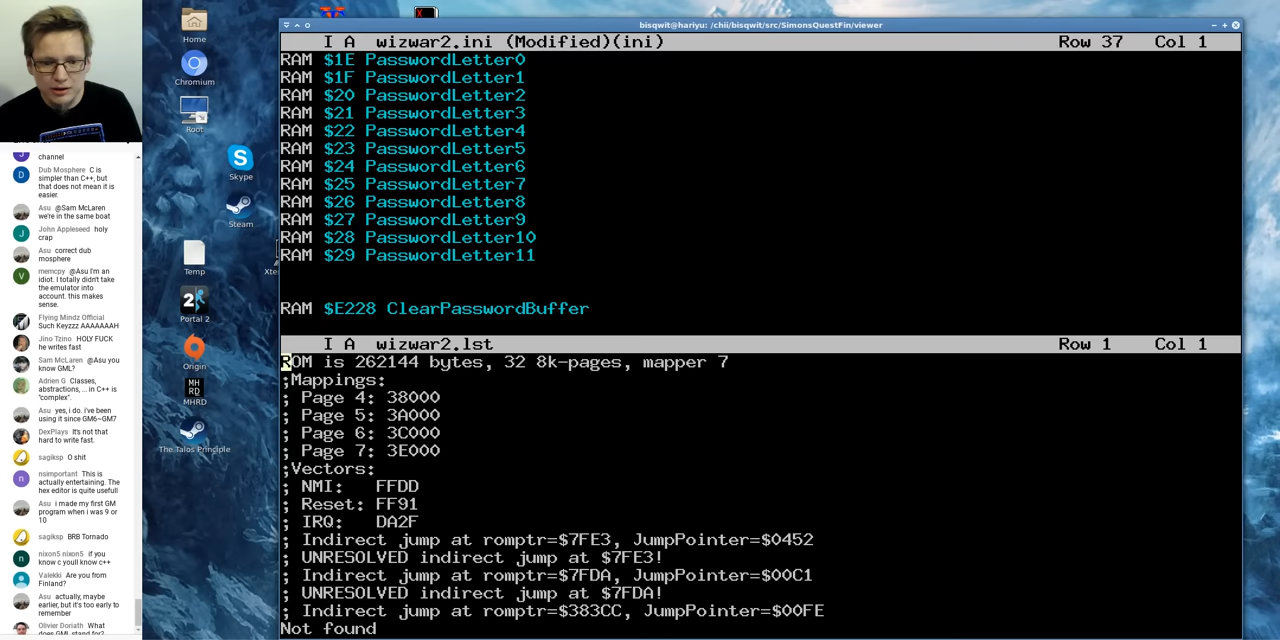 bisqwit@hariyu: /chii/bisqwit/src/SimonsQuestFin/viewer
Home
Chromium
Root
Skype
Steam
Temp
Xte
Portal 2
Origin
MH
RD
MHRD
The Talos Principle
channel
Dub Mosphere C is
simpler than C++, but
that does not mean it is
easier.
Asu @Sam McLaren
we're in the same boat
John Appleseed holy
crap
Asu correct dub
mosphere
memcpy @Asu I'm an
idiot. I totally didn't take
the emulator into
account. this makes
sense.
Flying Mindz Official
Such Keyzz AAAAAAH
Jino Tzino HOLY FUCK
he writes fast
Sam McLaren @Asu you
know GML?
Adrien G Classes,
abstractions, ... in C++ is
"complex".
Asu yes, i do. i've been
using it since GM6~GM7
DexPlays It's not that
hard to write fast.
sagiksp O shit
nsimportant This is
actually entertaining. The
hex editor is quite usefull
Asu i made my first GM
program when i was 9 or
10
sagiksp BRB Tornado
nixon5 nixon5 if you
know c youll know c++
Valekki Are you from
Finland?
Asu actually, maybe
earlier, but it's too early to
remember
Olivier Doriath What
does GML stand for?
I A wizwar2.ini (Modified)(ini) Row 37 Col 1
RAM $1E PasswordLetter0
RAM $1F PasswordLetter1
RAM $20 PasswordLetter2
RAM $21 PasswordLetter3
RAM $22 PasswordLetter4
RAM $23 PasswordLetter5
RAM $24 PasswordLetter6
RAM $25 PasswordLetter7
RAM $26 PasswordLetter8
RAM $27 PasswordLetter9
RAM $28 PasswordLetter10
RAM $29 PasswordLetter11
RAM $E228 ClearPasswordBuffer
I A wizwar2.lst Row 1 Col 1
ROM is 262144 bytes, 32 8k-pages, mapper 7
;Mappings:
; Page 4: 38000
; Page 5: 3A000
; Page 6: 3C000
; Page 7: 3E000
;Vectors:
; NMI: FFDD
; Reset: FF91
; IRQ: DA2F
; Indirect jump at romptr=$7FE3, JumpPointer=$0452
; UNRESOLVED indirect jump at $7FE3!
; Indirect jump at romptr=$7FDA, JumpPointer=$00C1
; UNRESOLVED indirect jump at $7FDA!
; Indirect jump at romptr=$383CC, JumpPointer=$00FE
Not found